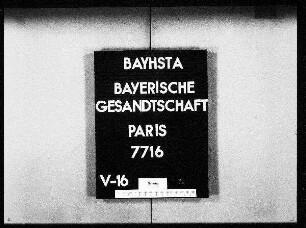 BAYHSTA
BAYERISCHE
GESANDTSCHAFT
PARIS
7716
V-16